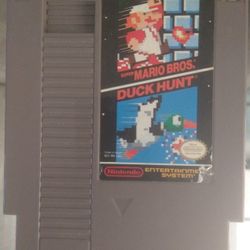 SUPER MARIO BROS.
DUCK HUNT
Nintendo
ENTERTAINMENT
SYSTEM